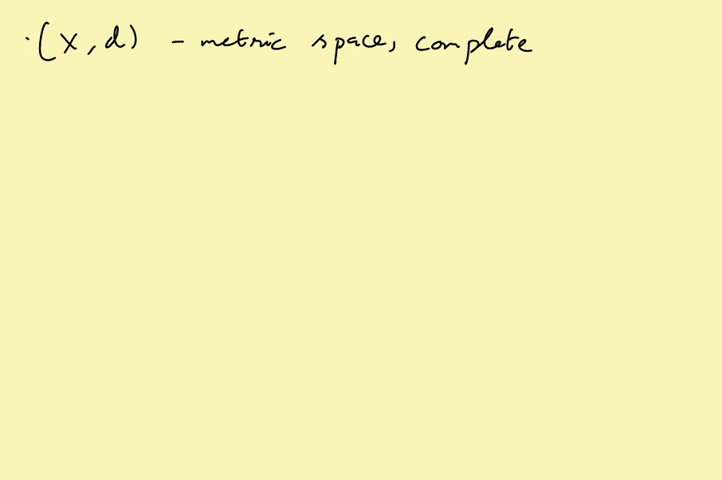 ·(X, d) – metric space, complete